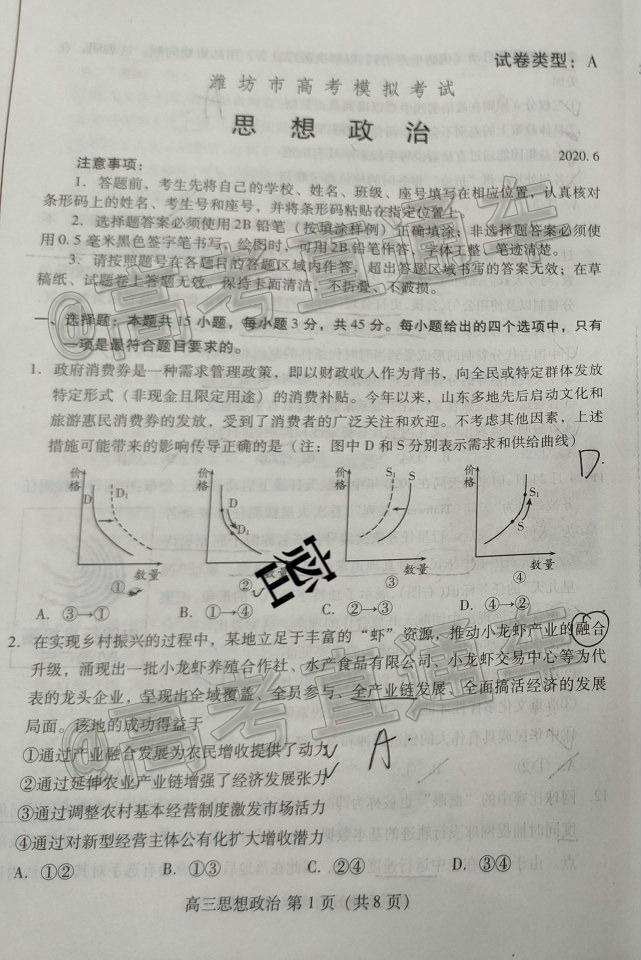 试卷类型：A
潍坊市高考模拟考试
思想政治
2020.6
注意事项：
1．答题前，考生先将自己的学校、姓名、班级、座号填写在相应位置，认真核对
条形码上的姓名、考生号和座号，并将条形码粘贴在指定位置上。
2．选择题答案必须使用2B铅笔（按填涂样例）正确填涂；非选择题答案必须使
用0.5毫米黑色签字笔书写，绘图时，可用2B铅笔作答，字体工整、笔迹清楚。
3．请按照题号在各题目的答题区域内作答，超出答题区域书写的答案无效；在草
稿纸、试题卷上答题无效。保持卡面清洁，不折叠、不破损。
一、选择题：本题共15小题，每小题3分，共45分。每小题给出的四个选项中，只有
一项是最符合题目要求的。
1．政府消费券是一种需求管理政策，即以财政收入作为背书，向全民或特定群体发放
特定形式（非现金且限定用途）的消费补贴。今年以来，山东多地先后启动文化和
旅游惠民消费券的发放，受到了消费者的广泛关注和欢迎。不考虑其他因素，上述
措施可能带来的影响传导正确的是（注：图中D和S分别表示需求和供给曲线）
D.
价格 D D₁ 数量 ①
价格 D D₁ 数量 ②
价格 S₁ S 数量 ③
价格 S₁ S 数量 ④
密
A．③→① B．①→④ C．②→③ D．④→②
2．在实现乡村振兴的过程中，某地立足于丰富的“虾”资源，推动小龙虾产业的融合
升级，涌现出一批小龙虾养殖合作社、水产食品有限公司、小龙虾交易中心等为代
表的龙头企业，呈现出全域覆盖、全员参与、全产业链发展、全面搞活经济的发展
局面。该地的成功得益于
①通过产业融合发展为农民增收提供了动力
A.
②通过延伸农业产业链增强了经济发展张力
③通过调整农村基本经营制度激发市场活力
④通过对新型经营主体公有化扩大增收潜力
A．①② B．①③ C．②④ D．③④
高三思想政治 第1页（共8页）
@高考直通车
@高考直通车